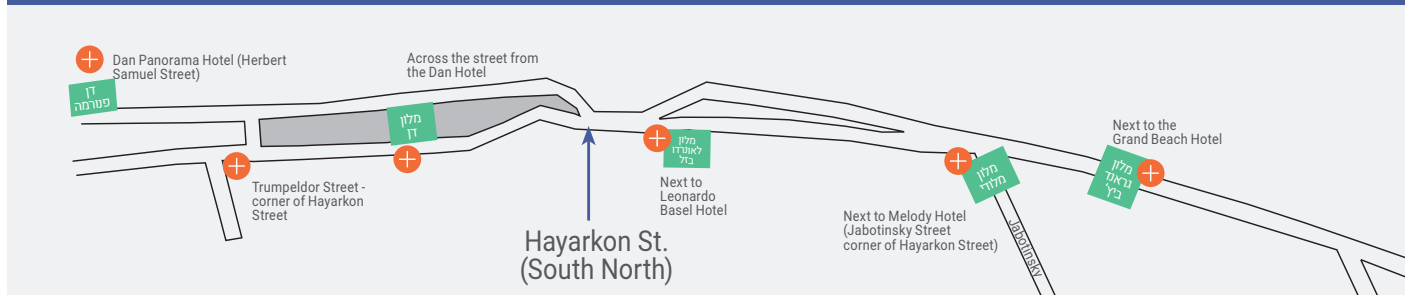 Dan Panorama Hotel (Herbert
Samuel Street)
דן
פנורמה
Across the street from
the Dan Hotel
מלון
דן
Trumpeldor Street -
corner of Hayarkon
Street
Hayarkon St.
(South North)
מלון
לאונרדו
בזל
Next to
Leonardo
Basel Hotel
Next to Melody Hotel
(Jabotinsky Street
corner of Hayarkon Street)
מלון
מלודי
Jabotinsky
Next to the
Grand Beach Hotel
מלון
גראנד
ביץ'